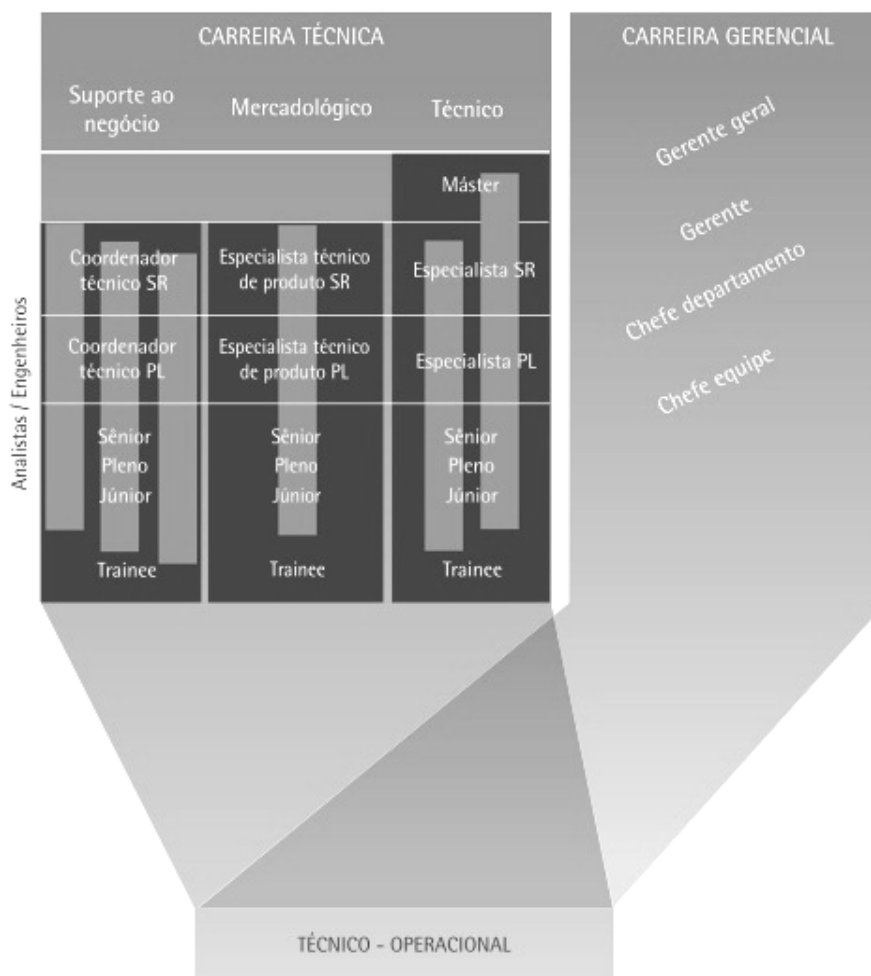 CARREIRA TÉCNICA
Suporte ao
negócio
Mercadológico
Técnico
Máster
Coordenador
técnico SR
Especialista técnico
de produto SR
Especialista SR
Coordenador
técnico PL
Especialista técnico
de produto PL
Especialista PL
Sênior
Pleno
Júnior
Sênior
Pleno
Júnior
Sênior
Pleno
Júnior
Trainee
Trainee
Trainee
Analistas / Engenheiros
CARREIRA GERENCIAL
Gerente geral
Gerente
Chefe departamento
Chefe equipe
TÉCNICO - OPERACIONAL